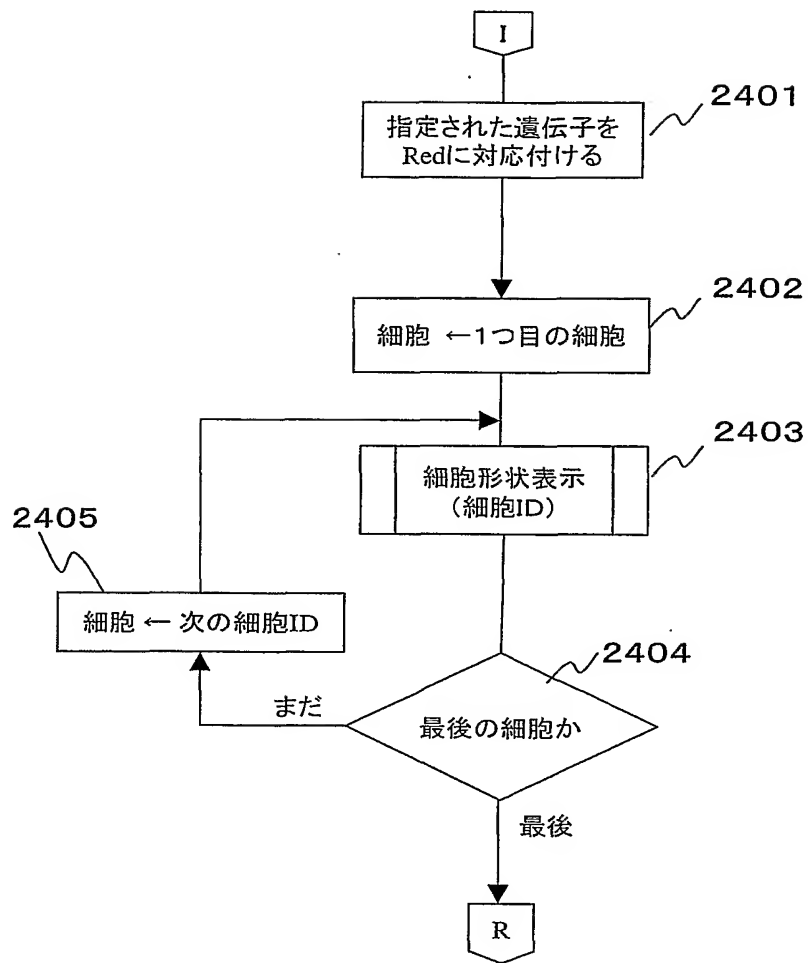 I
2401
指定された遺伝子を
Redに対応付ける
2402
細胞 ←1つ目の細胞
2403
細胞形状表示
(細胞ID)
2405
細胞 ← 次の細胞ID
2404
まだ
最後の細胞か
最後
R